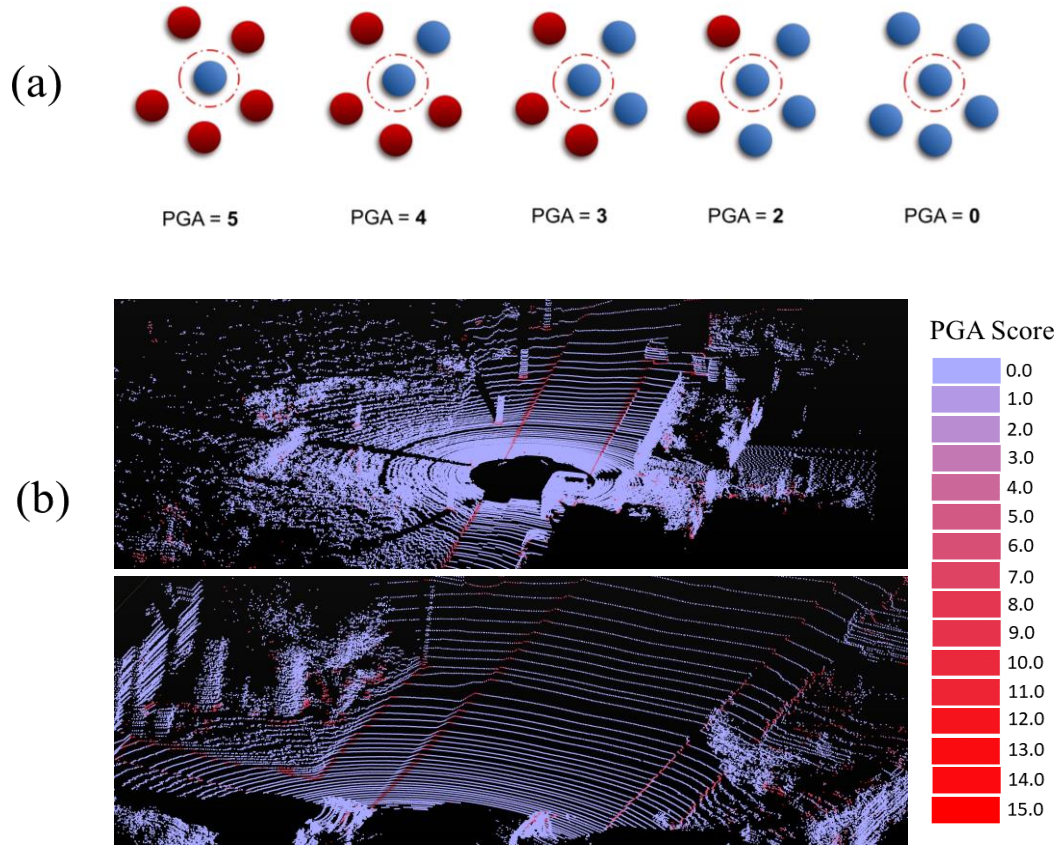 (a)
PGA = 5
PGA = 4
PGA = 3
PGA = 2
PGA = 0
(b)
PGA Score
0.0
1.0
2.0
3.0
4.0
5.0
6.0
7.0
8.0
9.0
10.0
11.0
12.0
13.0
14.0
15.0